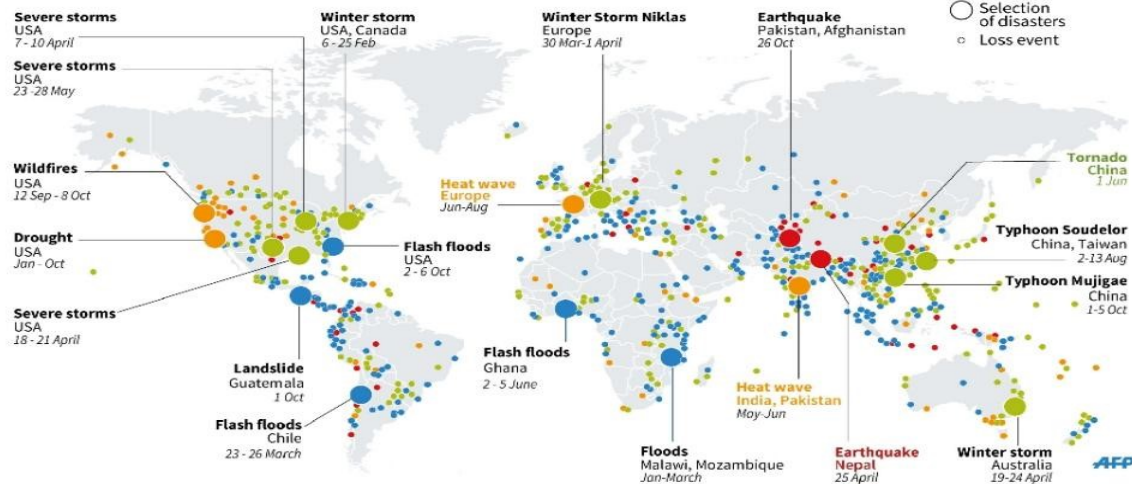 Severe storms
USA
7 - 10 April
Winter storm
USA, Canada
6 - 25 Feb
Winter Storm Niklas
Europe
30 Mar-1 April
Earthquake
Pakistan, Afghanistan
26 Oct
Selection
of disasters
Loss event
Severe storms
USA
23 -28 May
Wildfires
USA
12 Sep - 8 Oct
Heat wave
Europe
Jun-Aug
Tornado
China
1 Jun
Drought
USA
Jan - Oct
Flash floods
USA
2 - 6 Oct
Typhoon Soudelor
China, Taiwan
2-13 Aug
Typhoon Mujigae
China
1-5 Oct
Severe storms
USA
18 - 21 April
Landslide
Guatemala
1 Oct
Flash floods
Ghana
2 - 5 June
Heat wave
India, Pakistan
May-Jun
Flash floods
Chile
23 - 26 March
Floods
Malawi, Mozambique
Jan-March
Earthquake
Nepal
25 April
Winter storm
Australia
19-24 April
AFP